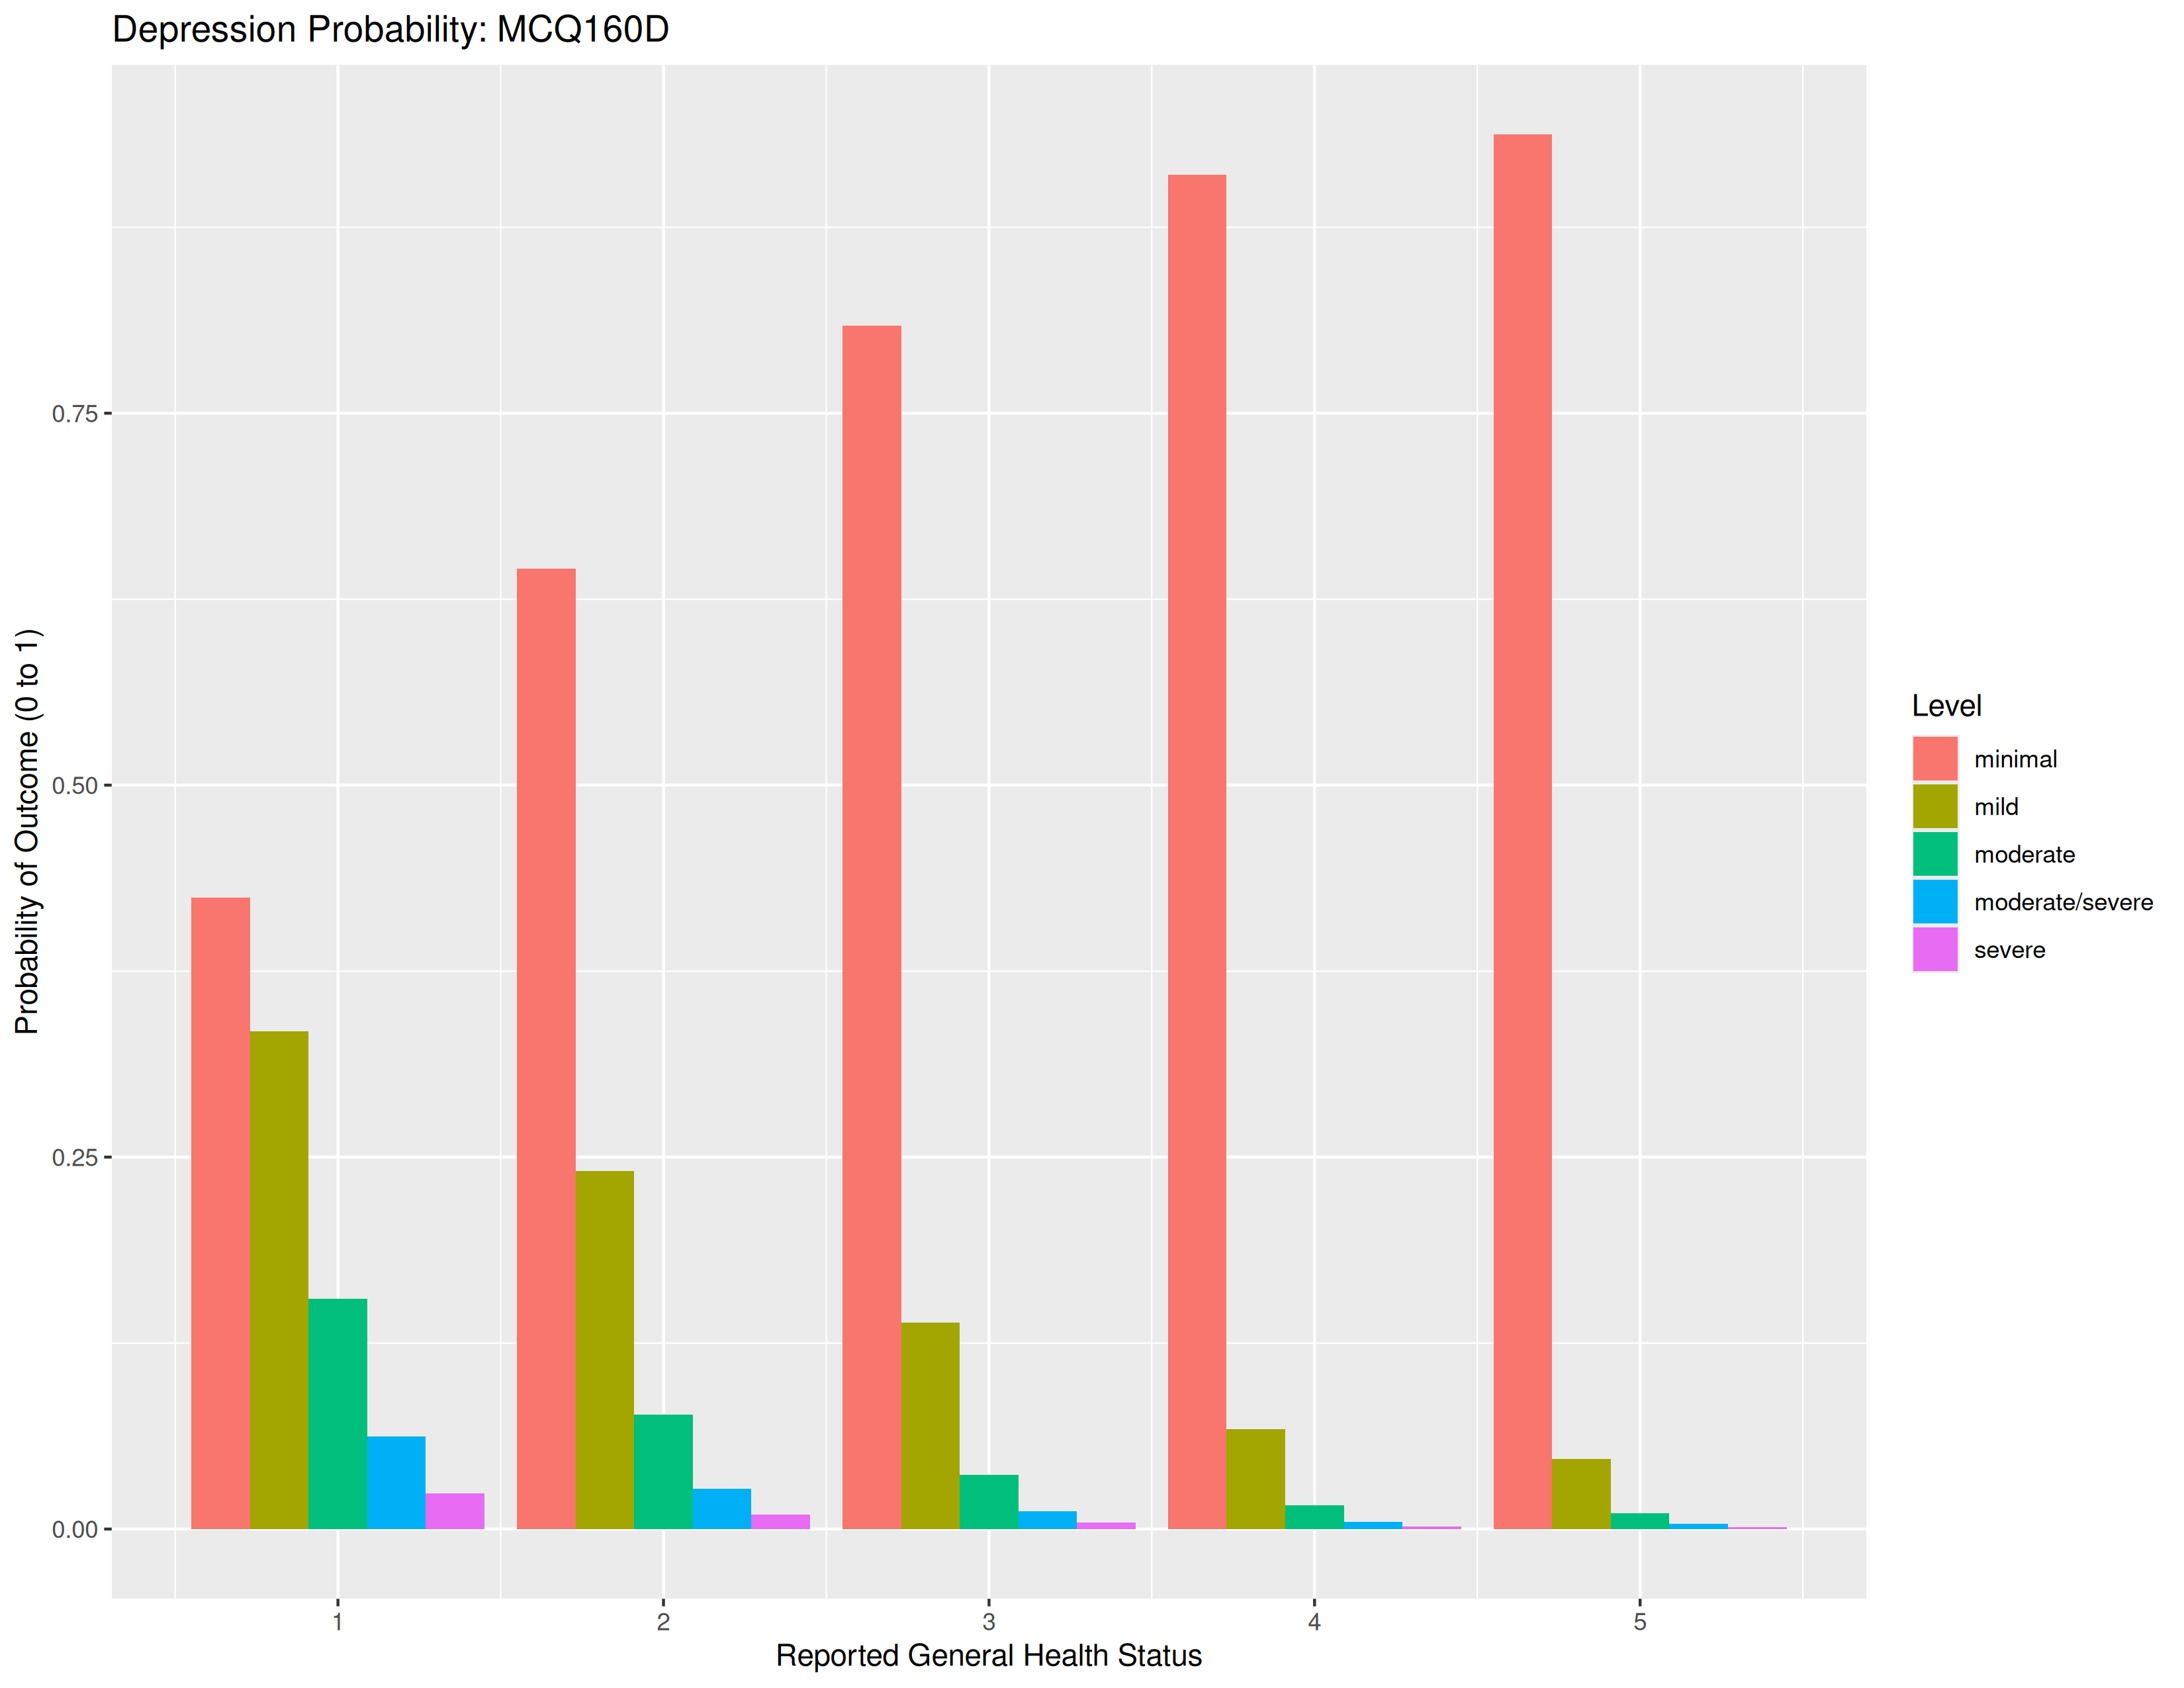 Depression Probability: MCQ160D
Probability of Outcome (0 to 1)
0.75
0.50
0.25
0.00
1 2 3 4 5
Reported General Health Status
Level
minimal
mild
moderate
moderate/severe
severe